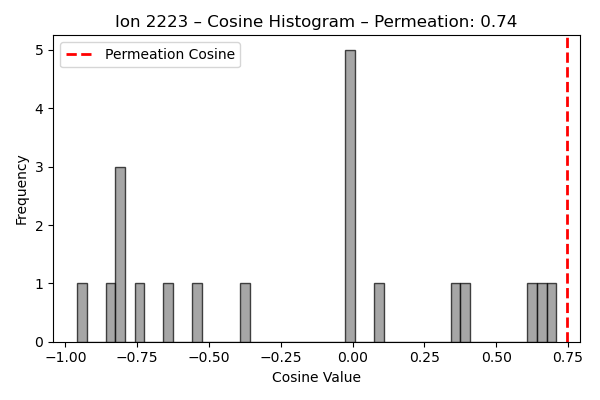 Ion 2223 – Cosine Histogram – Permeation: 0.74
Permeation Cosine
Frequency
5
4
3
2
1
0
−1.00 −0.75 −0.50 −0.25 0.00 0.25 0.50 0.75
Cosine Value